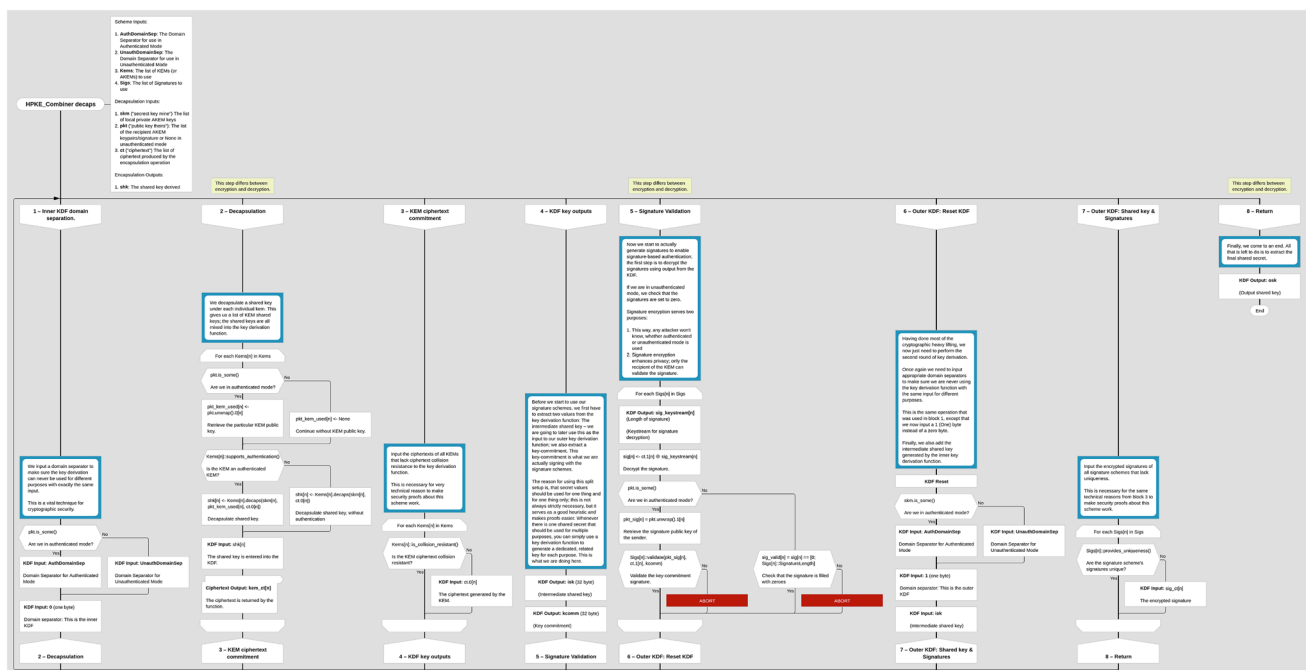 Scheme Inputs:
1. AuthDomainSep: The Domain
Separator for use in
Authenticated Mode
2. UnauthDomainSep: The
Domain Separator for use in
Unauthenticated Mode
3. Kems: The list of KEMs (or
AKEMs) to use
4. Sigs: The list of Signatures to
use
Decapsulation Inputs:
1. skm ("secrest key mine") The list
of local private AKEM keys
2. pkt ("public key theirs"): The list
of the recipient AKEM
keypairs/signature or None in
unauthenticated mode
3. ct ("ciphertext") The list of
ciphertext produced by the
encapsulation operation
Encapsulation-Outputs:
1. shk: The shared key derived
HPKE_Combiner decaps
This step differs between
encryption and decryption.
This step differs between
encryption and decryption.
This step differs between
encryption and decryption.
1 – Inner KDF domain
separation.
We input a domain separator to
make sure the key derivation
can never be used for different
purposes with exactly the same
input.
This is a vital technique for
cryptographic security.
pkt.is_some()
Are we in authenticated mode?
No
Yes
KDF Input: AuthDomainSep
Domain Separator for Authenticated
Mode
KDF Input: UnauthDomainSep
Domain Separator for
Unauthenticated Mode
KDF Input: 0 (one byte)
Domain separator: This is the inner
KDF
2 – Decapsulation
2 – Decapsulation
We decapsulate a shared key
under each individual kem. This
gives us a list of KEM shared
keys; the shared keys are all
mixed into the key derivation
function.
For each Kems[n] in Kems
pkt.is_some()
Are we in authenticated mode?
No
Yes
pkt_kem_used[n] <-
pkt.unwrap().0[n]
Retrieve the particular KEM public
key.
pkt_kem_used[n] <- None
Continue without KEM public key.
Kems[n]::supports_authentication()
Is the KEM an authenticated
KEM?
No
Yes
shk[n] <- Kems[n].decaps(skm[n],
pkt_kem_used[n], ct.0[n])
Decapsulate shared key.
shk[n] <- Kems[n].decaps(skm[n],
ct.0[n])
Decapsulate shared key, without
authentication
KDF Input: shk[n]
The shared key is entered into the
KDF.
Ciphertext Output: kem_ct[n]
The ciphertext is returned by the
function.
3 – KEM ciphertext
commitment
3 – KEM ciphertext
commitment
Input the ciphertexts of all KEMs
that lack ciphertext collision
resistance to the key derivation
function.
This is necessary for very
technical reason to make
security proofs about this
scheme work.
For each Kems[n] in Kems
Kems[n]::is_collision_resistant()
Is the KEM ciphertext collision
resistant?
No
Yes
KDF Input: ct.0[n]
The ciphertext generated by the
KEM.
4 – KDF key outputs
4 – KDF key outputs
Before we start to use our
signature schemes, we first have
to extract two values from the
key derivation function: The
intermediate shared key – we
are going to later use this as the
input to our outer key derivation
function; we also extract a
key-commitment. This
key-commitment is what we are
actually signing with the
signature schemes.
The reason for using this split
setup is, that secret values
should be used for one thing and
for one thing only; this is not
always strictly necessary, but it
serves as a good heuristic and
makes proofs easier. Whenever
there is one shared secret that
should be used for multiple
purposes, you can simply use a
key derivation function to
generate a dedicated, related
key for each purpose. This is
what we are doing here.
KDF Output: isk (32 byte)
(Intermediate shared key)
KDF Output: kcomm (32 byte)
(Key commitment)
5 – Signature Validation
5 – Signature Validation
Now we start to actually
generate signatures to enable
signature-based authentication;
the first step is to decrypt the
signatures using output from the
KDF.
If we are in unauthenticated
mode, we check that the
signatures are set to zero.
Signature encryption serves two
purposes:
1. This way, any attacker won't
know, whether authenticated
or unauthenticated mode is
used
2. Signature encryption
enhances privacy; only the
recipient of the KEM can
validate the signature.
For each Sigs[n] in Sigs
KDF Output: sig_keystream[n]
(Length of signature)
(Keystream for signature
decryption)
sig[n] <- ct.1[n] ⊕ sig_keystream[n]
Decrypt the signature.
pkt.is_some()
Are we in authenticated mode?
No
Yes
pkt_sig[n] = pkt.unwrap().1[n]
Retrieve the signature public key of
the sender.
Sigs[n]::validate(pkt_sig[n],
ct.1[n], kcomm)
Validate the key-commitment
signature.
No
Yes
ABORT
sig_valid[n] = sig[n] == [0;
Sigs[n]::SignatureLength]
Check that the signature is filled
with zeroes
No
Yes
ABORT
6 – Outer KDF: Reset KDF
6 – Outer KDF: Reset KDF
Having done most of the
cryptographic heavy lifting, we
now just need to perform the
second round of key derivation.
Once again we need to input
appropriate domain separators
to make sure we are never using
the key derivation function with
the same input for different
purposes.
This is the same operation that
was used in block 1, except that
we now input a 1 (One) byte
instead of a zero byte.
Finally, we also add the
intermediate shared key
generated by the inner key
derivation function.
KDF Reset
skm.is_some()
Are we in authenticated mode?
No
Yes
KDF Input: AuthDomainSep
Domain Separator for Authenticated
Mode
KDF Input: UnauthDomainSep
Domain Separator for
Unauthenticated Mode
KDF Input: 1 (one byte)
Domain separator: This is the outer
KDF
KDF Input: isk
(Intermediate shared key)
7 – Outer KDF: Shared key &
Signatures
7 – Outer KDF: Shared key &
Signatures
Input the encrypted signatures of
all signature schemes that lack
uniqueness.
This is necessary for the same
technical reasons from block 3 to
make security proofs about this
scheme work.
For each Sigs[n] in Sigs
Sigs[n]::provides_uniqueness()
Are the signature scheme's
signatures unique?
No
Yes
KDF Input: sig_ct[n]
The encrypted signature
8 – Return
8 – Return
Finally, we come to an end. All
that is left to do is to extract the
final shared secret.
KDF Output: osk
(Output shared key)
End